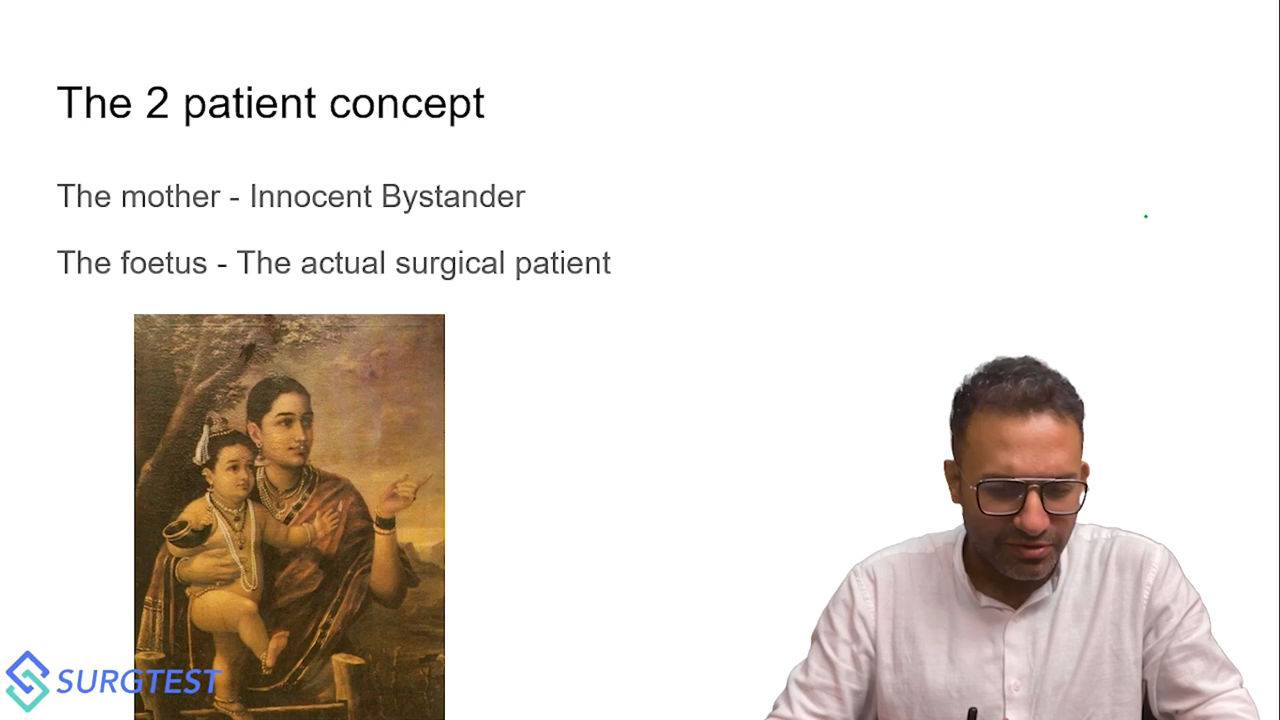 The 2 patient concept
The mother - Innocent Bystander
The foetus - The actual surgical patient
SURGTEST